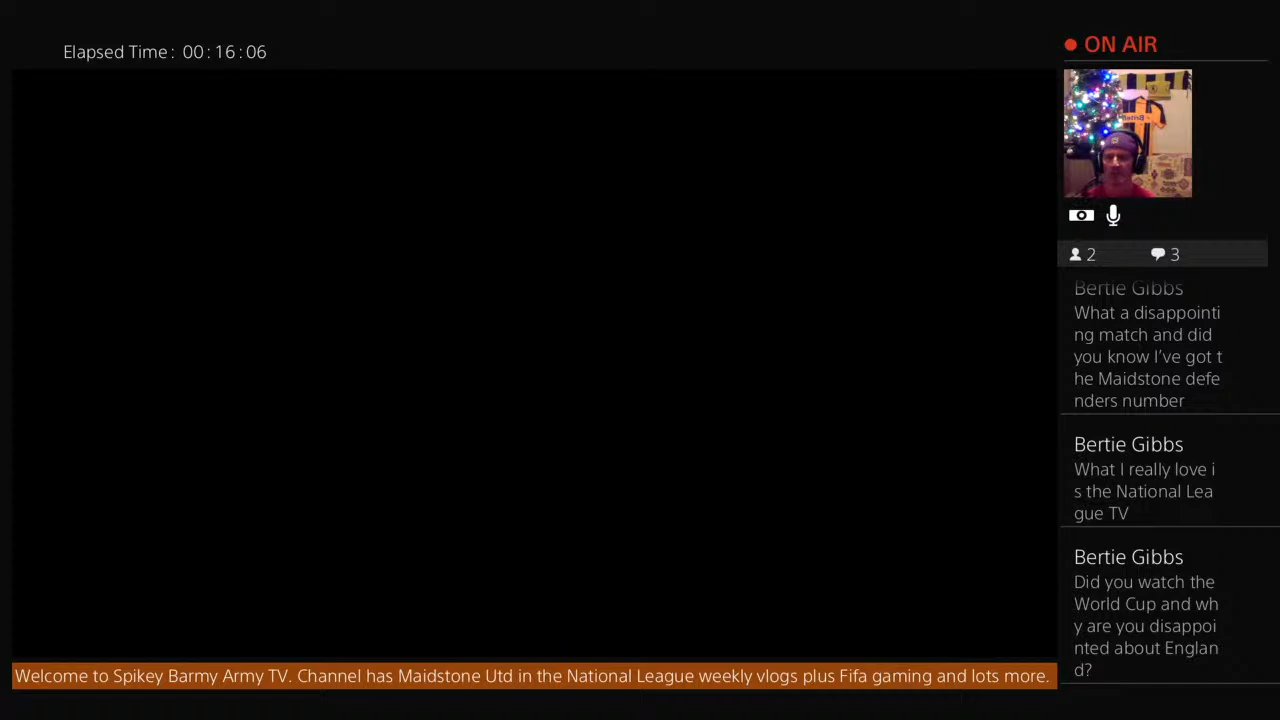 Elapsed Time: 00:16:06
ON AIR
2 3
Bertie Gibbs
What a disappointi
ng match and did
you know I've got t
he Maidstone defe
nders number
Bertie Gibbs
What I really love i
s the National Lea
gue TV
Bertie Gibbs
Did you watch the
World Cup and wh
y are you disappoi
nted about Englan
d?
Welcome to Spikey Barmy Army TV. Channel has Maidstone Utd in the National League weekly vlogs plus Fifa gaming and lots more.